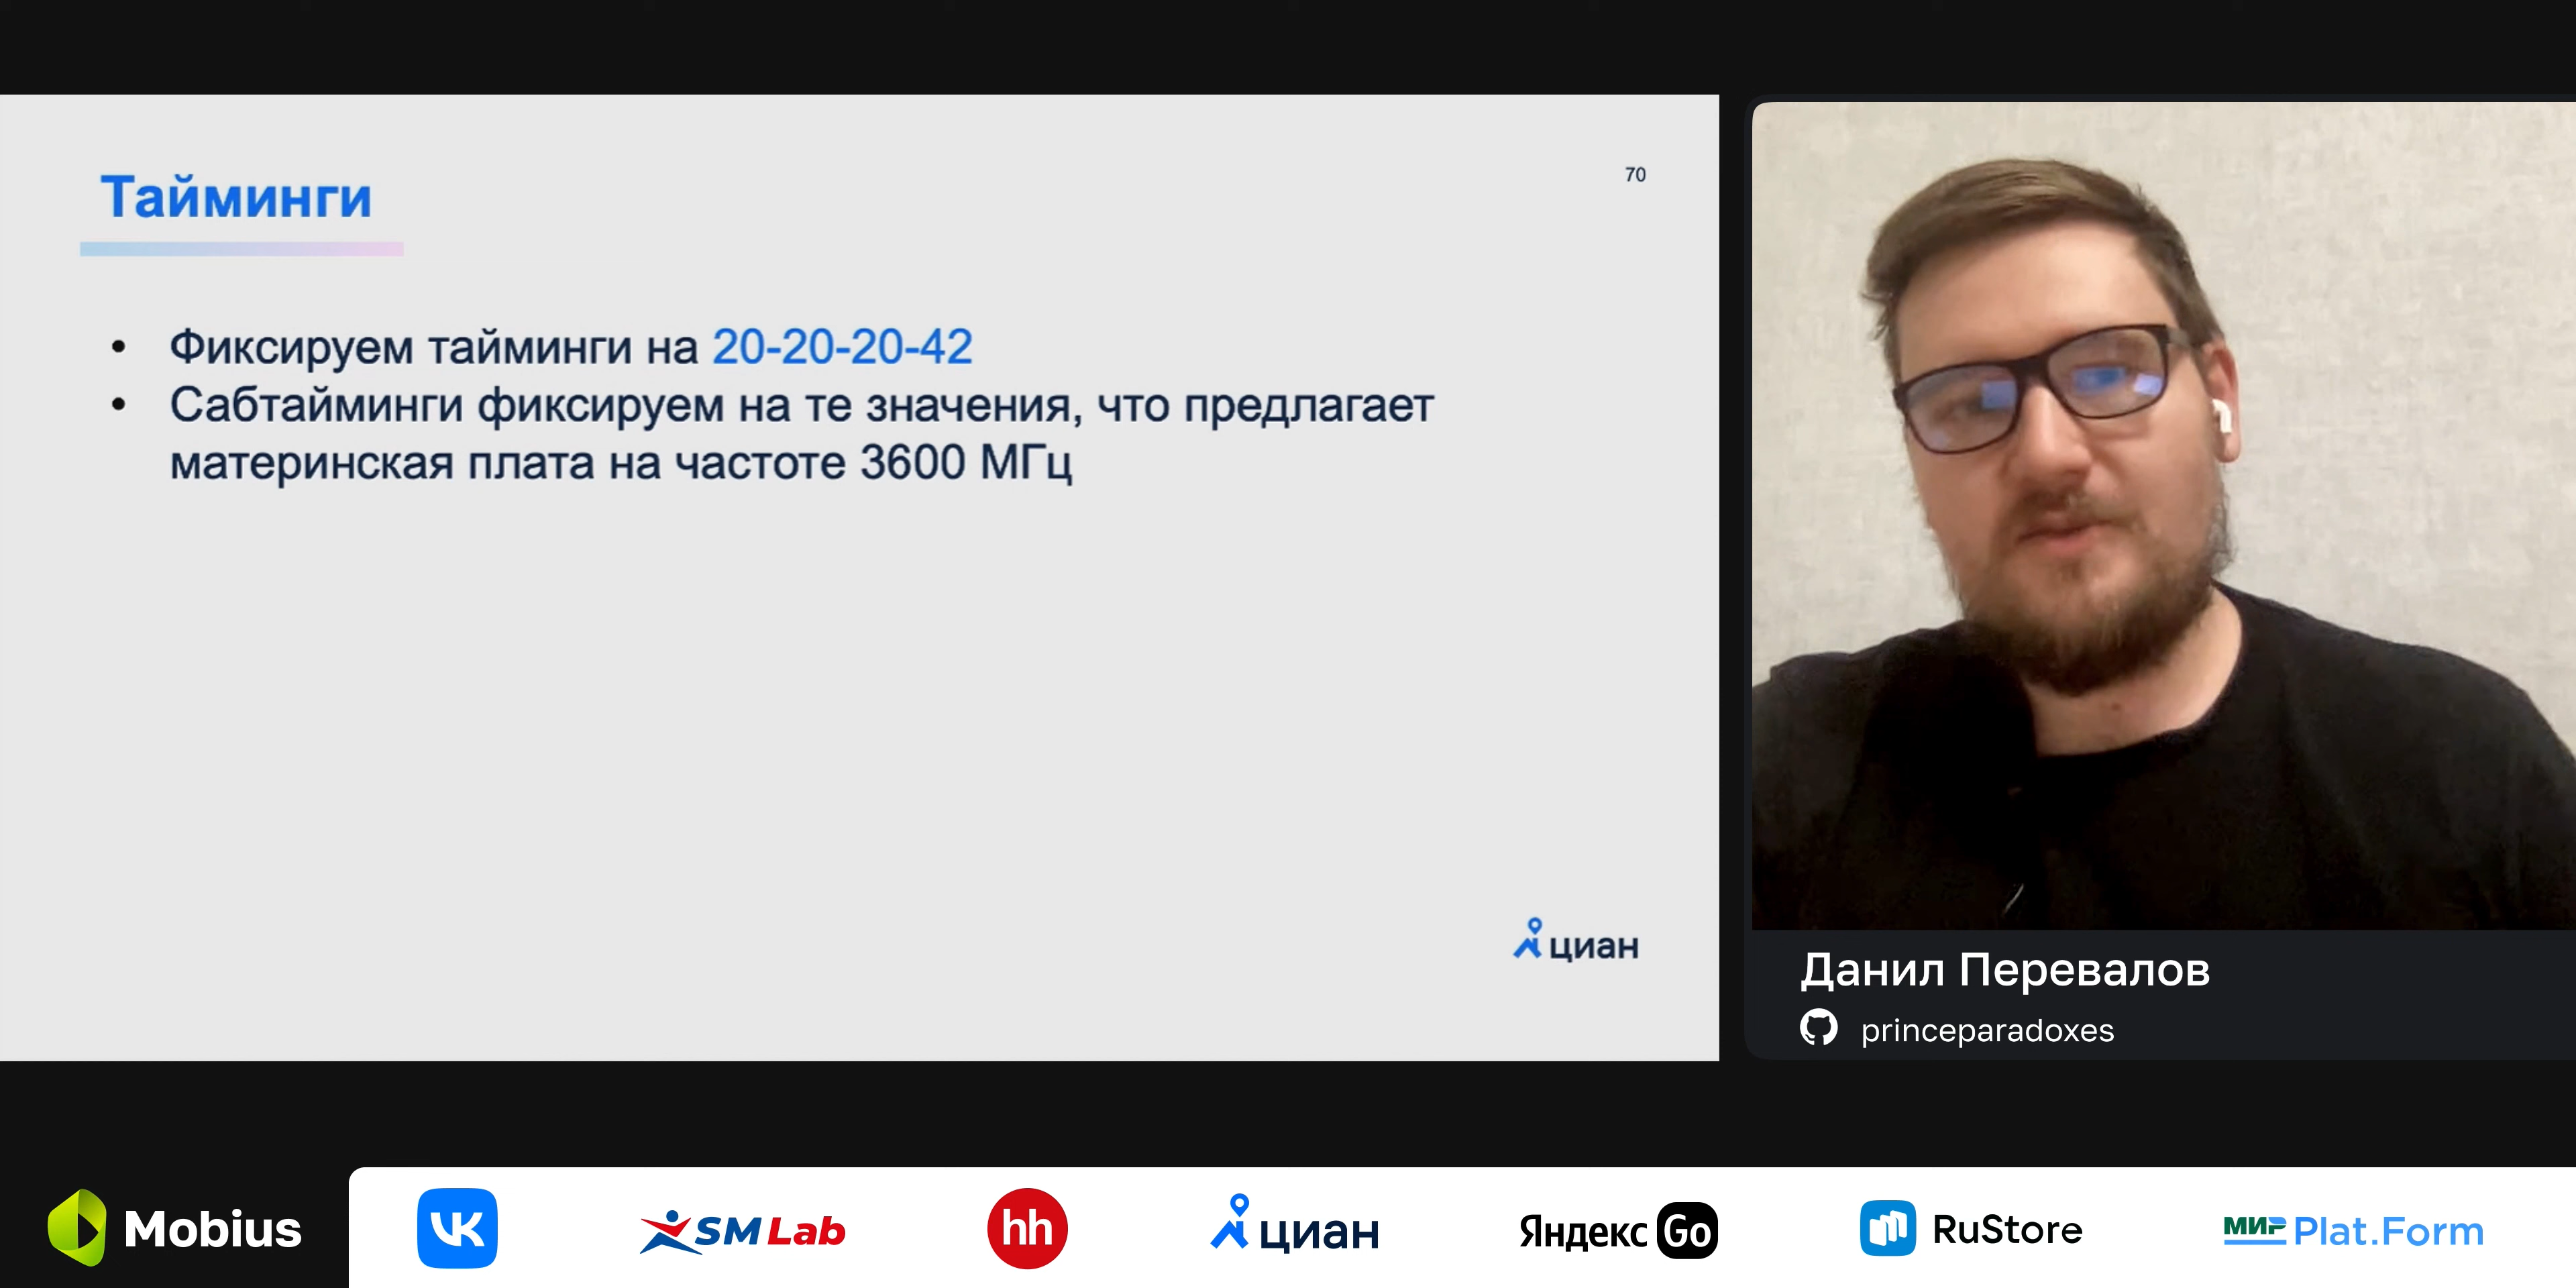 Тайминги
70
• Фиксируем тайминги на 20-20-20-42
• Сабтайминги фиксируем на те значения, что предлагает
материнская плата на частоте 3600 МГц
циан
Данил Перевалов
princeparadoxes
Mobius
VK
SM Lab
hh
циан
Яндекс Go
RuStore
МИР Plat.Form